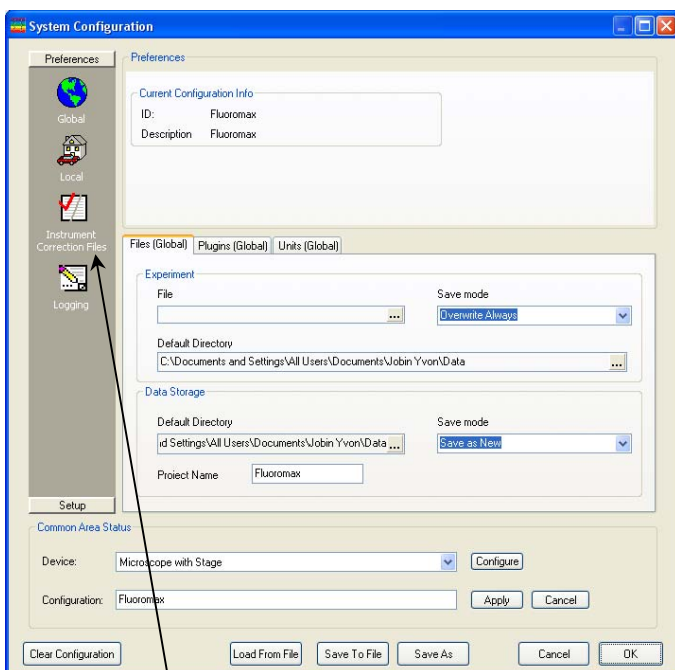 System Configuration
Preferences
Global
Local
Instrument
Correction Files
Logging
Setup
Preferences
Current Configuration Info
ID: Fluoromax
Description Fluoromax
Files (Global) Plugins (Global) Units (Global)
Experiment
File Save mode
... Overwrite Always
Default Directory
C:\Documents and Settings\All Users\Documents\Jobin Yvon\Data ...
Data Storage
Default Directory Save mode
d Settings\All Users\Documents\Jobin Yvon\Data ... Save as New
Project Name Fluoromax
Common Area Status
Device: Microscope with Stage Configure
Configuration: Fluoromax Apply Cancel
Clear Configuration Load From File Save To File Save As Cancel OK